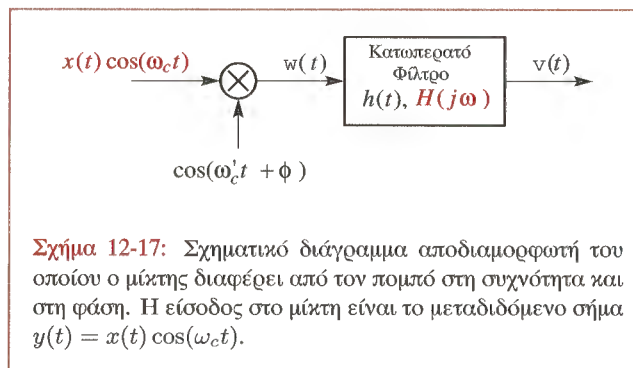 x(t) cos(ω_c t)
w(t)
Κατωπερατό
Φίλτρο
h(t), H(jω)
v(t)
cos(ω'_c t + φ )
Σχήμα 12-17: Σχηματικό διάγραμμα αποδιαμορφωτή του
οποίου ο μίκτης διαφέρει από τον πομπό στη συχνότητα και
στη φάση. Η είσοδος στο μίκτη είναι το μεταδιδόμενο σήμα
y(t) = x(t) cos(ω_c t).